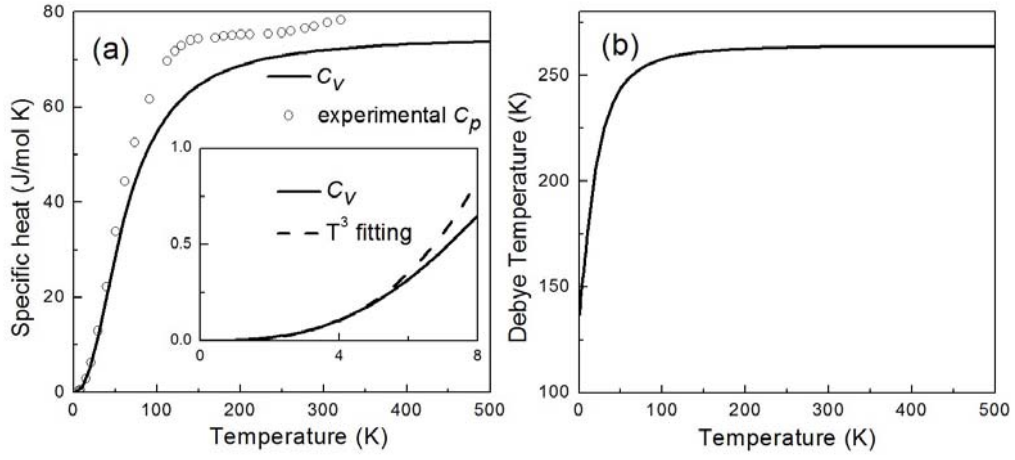 (a)
80
60
40
20
0
Specific heat (J/mol K)
C_V
experimental C_p
1.0
0.5
0.0
C_V
T³ fitting
0 4 8
0 100 200 300 400 500
Temperature (K)
(b)
250
200
150
100
Debye Temperature (K)
0 100 200 300 400 500
Temperature (K)